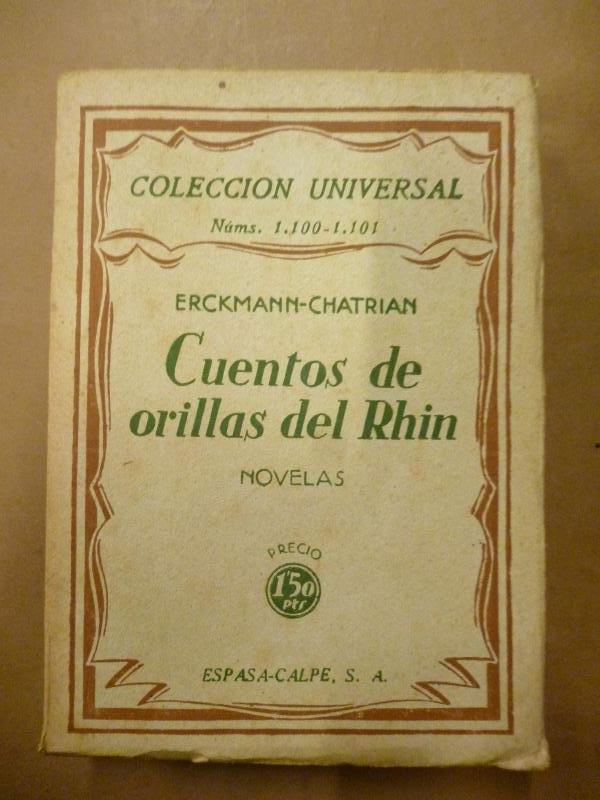 COLECCION UNIVERSAL
Núms. 1.100-1.101
ERCKMANN-CHATRIAN
Cuentos de
orillas del Rhin
NOVELAS
PRECIO
1'50
pts
ESPASA-CALPE, S. A.